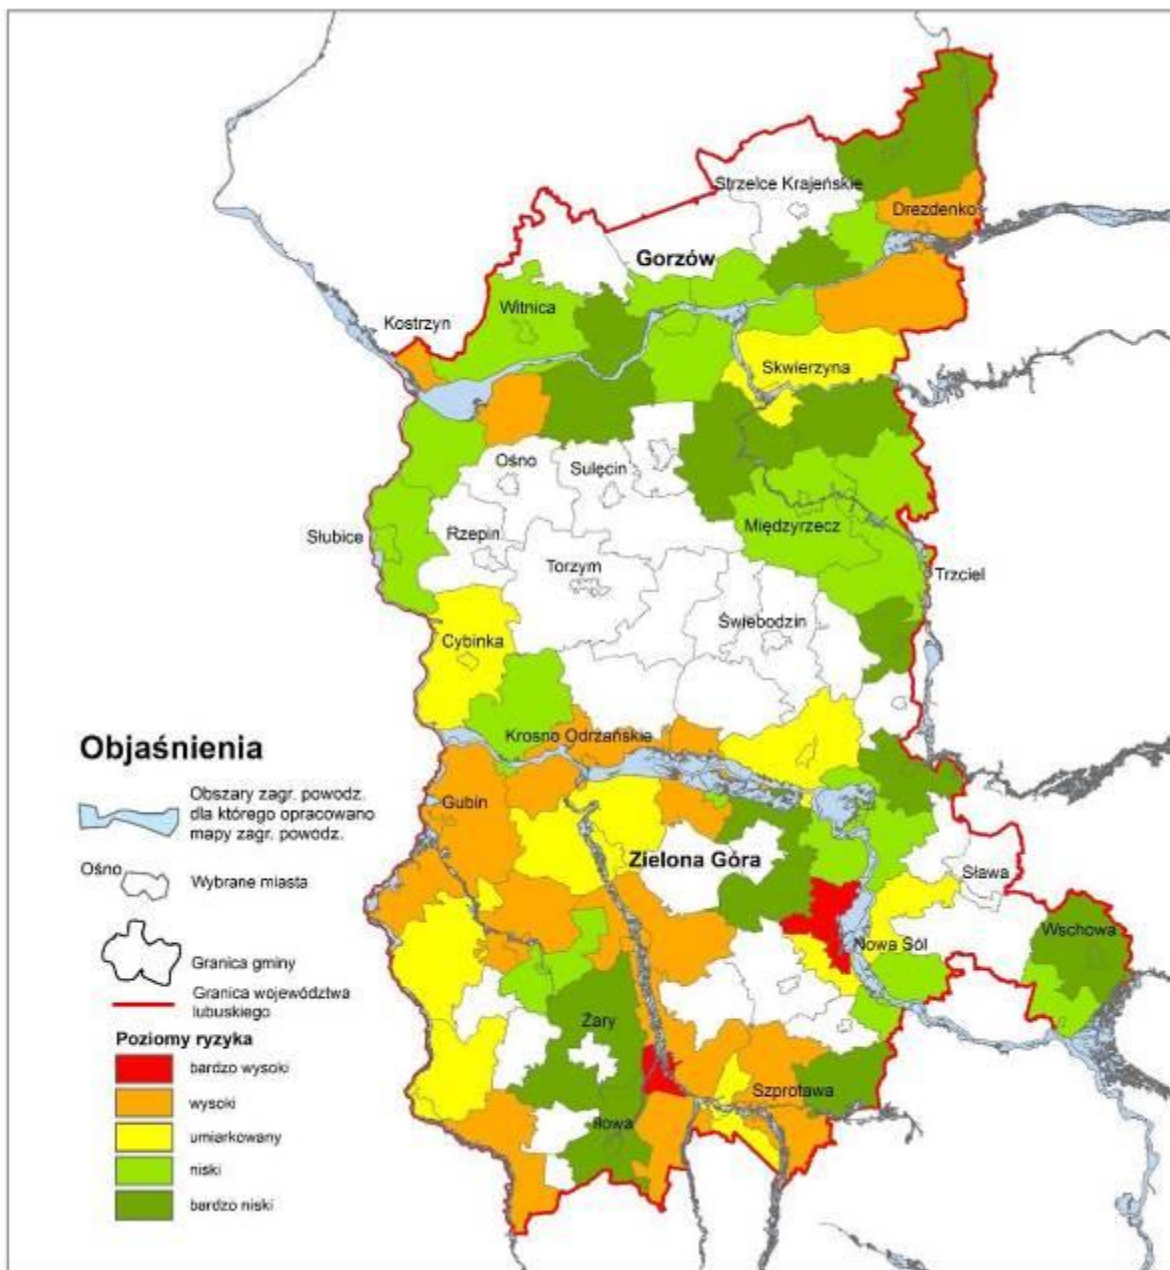 Strzelce Krajeńskie
Drezdenko
Gorzów
Witnica
Kostrzyn
Skwierzyna
Ośno
Sulęcin
Słubice
Rzepin
Międzyrzecz
Torzym
Trzciel
Świebodzin
Cybinka
Krosno Odrzańskie
Gubin
Zielona Góra
Sława
Wschowa
Nowa Sól
Żary
Szprotawa
Iłowa
Objaśnienia
Obszary zagr. powodz.
dla którego opracowano
mapy zagr. powodz.
Ośno
Wybrane miasta
Granica gminy
Granica województwa
lubuskiego
Poziomy ryzyka
bardzo wysoki
wysoki
umiarkowany
niski
bardzo niski